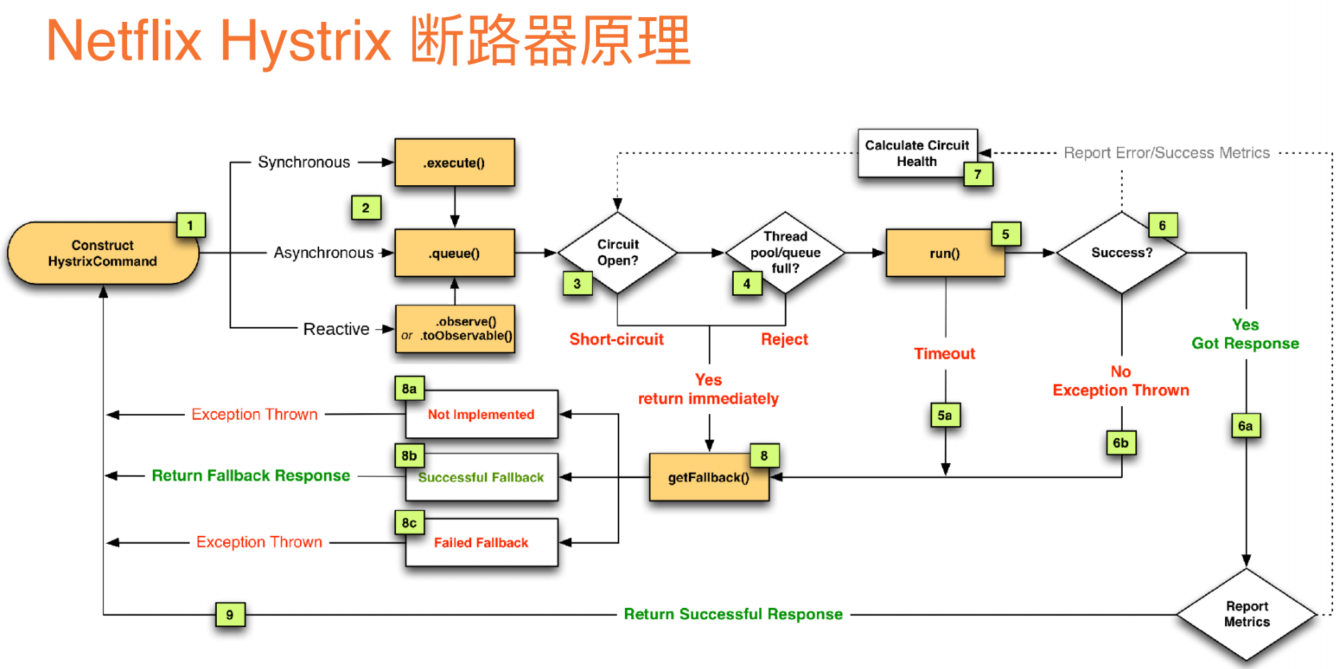 Netflix Hystrix 断路器原理
Calculate Circuit
Health
7
Report Error/Success Metrics
Synchronous
.execute()
2
1
Construct
HystrixCommand
Asynchronous
.queue()
Circuit
Open?
3
Thread
pool/queue
full?
4
run()
5
Success?
6
Reactive
.observe()
or .toObservable()
Short-circuit
Reject
Yes
return immediately
Timeout
5a
No
Exception Thrown
6b
Yes
Got Response
6a
Exception Thrown
8a
Not Implemented
Return Fallback Response
8b
Successful Fallback
getFallback()
8
Exception Thrown
8c
Failed Fallback
9
Return Successful Response
Report
Metrics